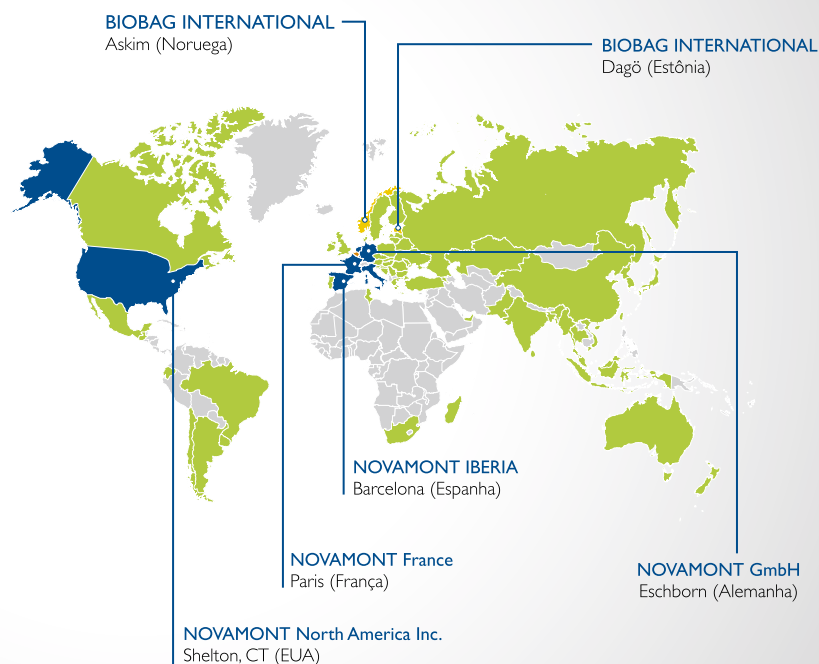 BIOBAG INTERNATIONAL
Askim (Noruega)
BIOBAG INTERNATIONAL
Dagö (Estônia)
NOVAMONT IBERIA
Barcelona (Espanha)
NOVAMONT France
Paris (França)
NOVAMONT GmbH
Eschborn (Alemanha)
NOVAMONT North America Inc.
Shelton, CT (EUA)